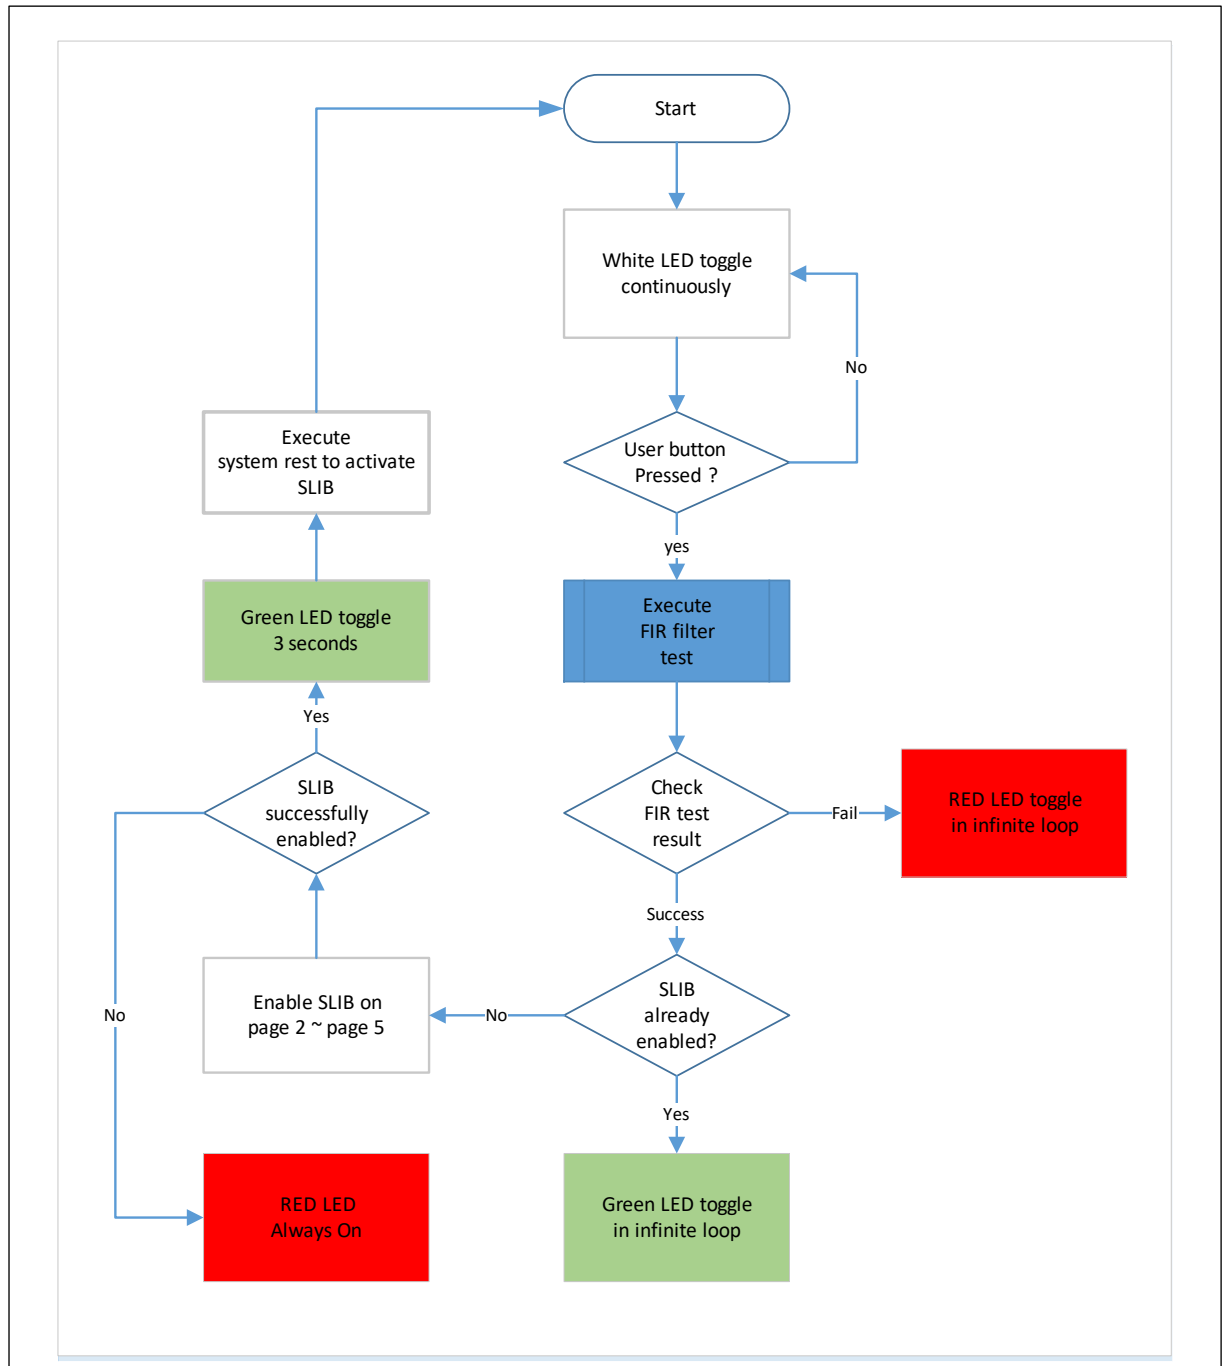 Start
White LED toggle
continuously
No
User button
Pressed ?
yes
Execute
system rest to activate
SLIB
Green LED toggle
3 seconds
Execute
FIR filter
test
Yes
SLIB
successfully
enabled?
Check
FIR test
result
Fail
RED LED toggle
in infinite loop
Success
No
Enable SLIB on
page 2 ~ page 5
No
SLIB
already
enabled?
Yes
RED LED
Always On
Green LED toggle
in infinite loop